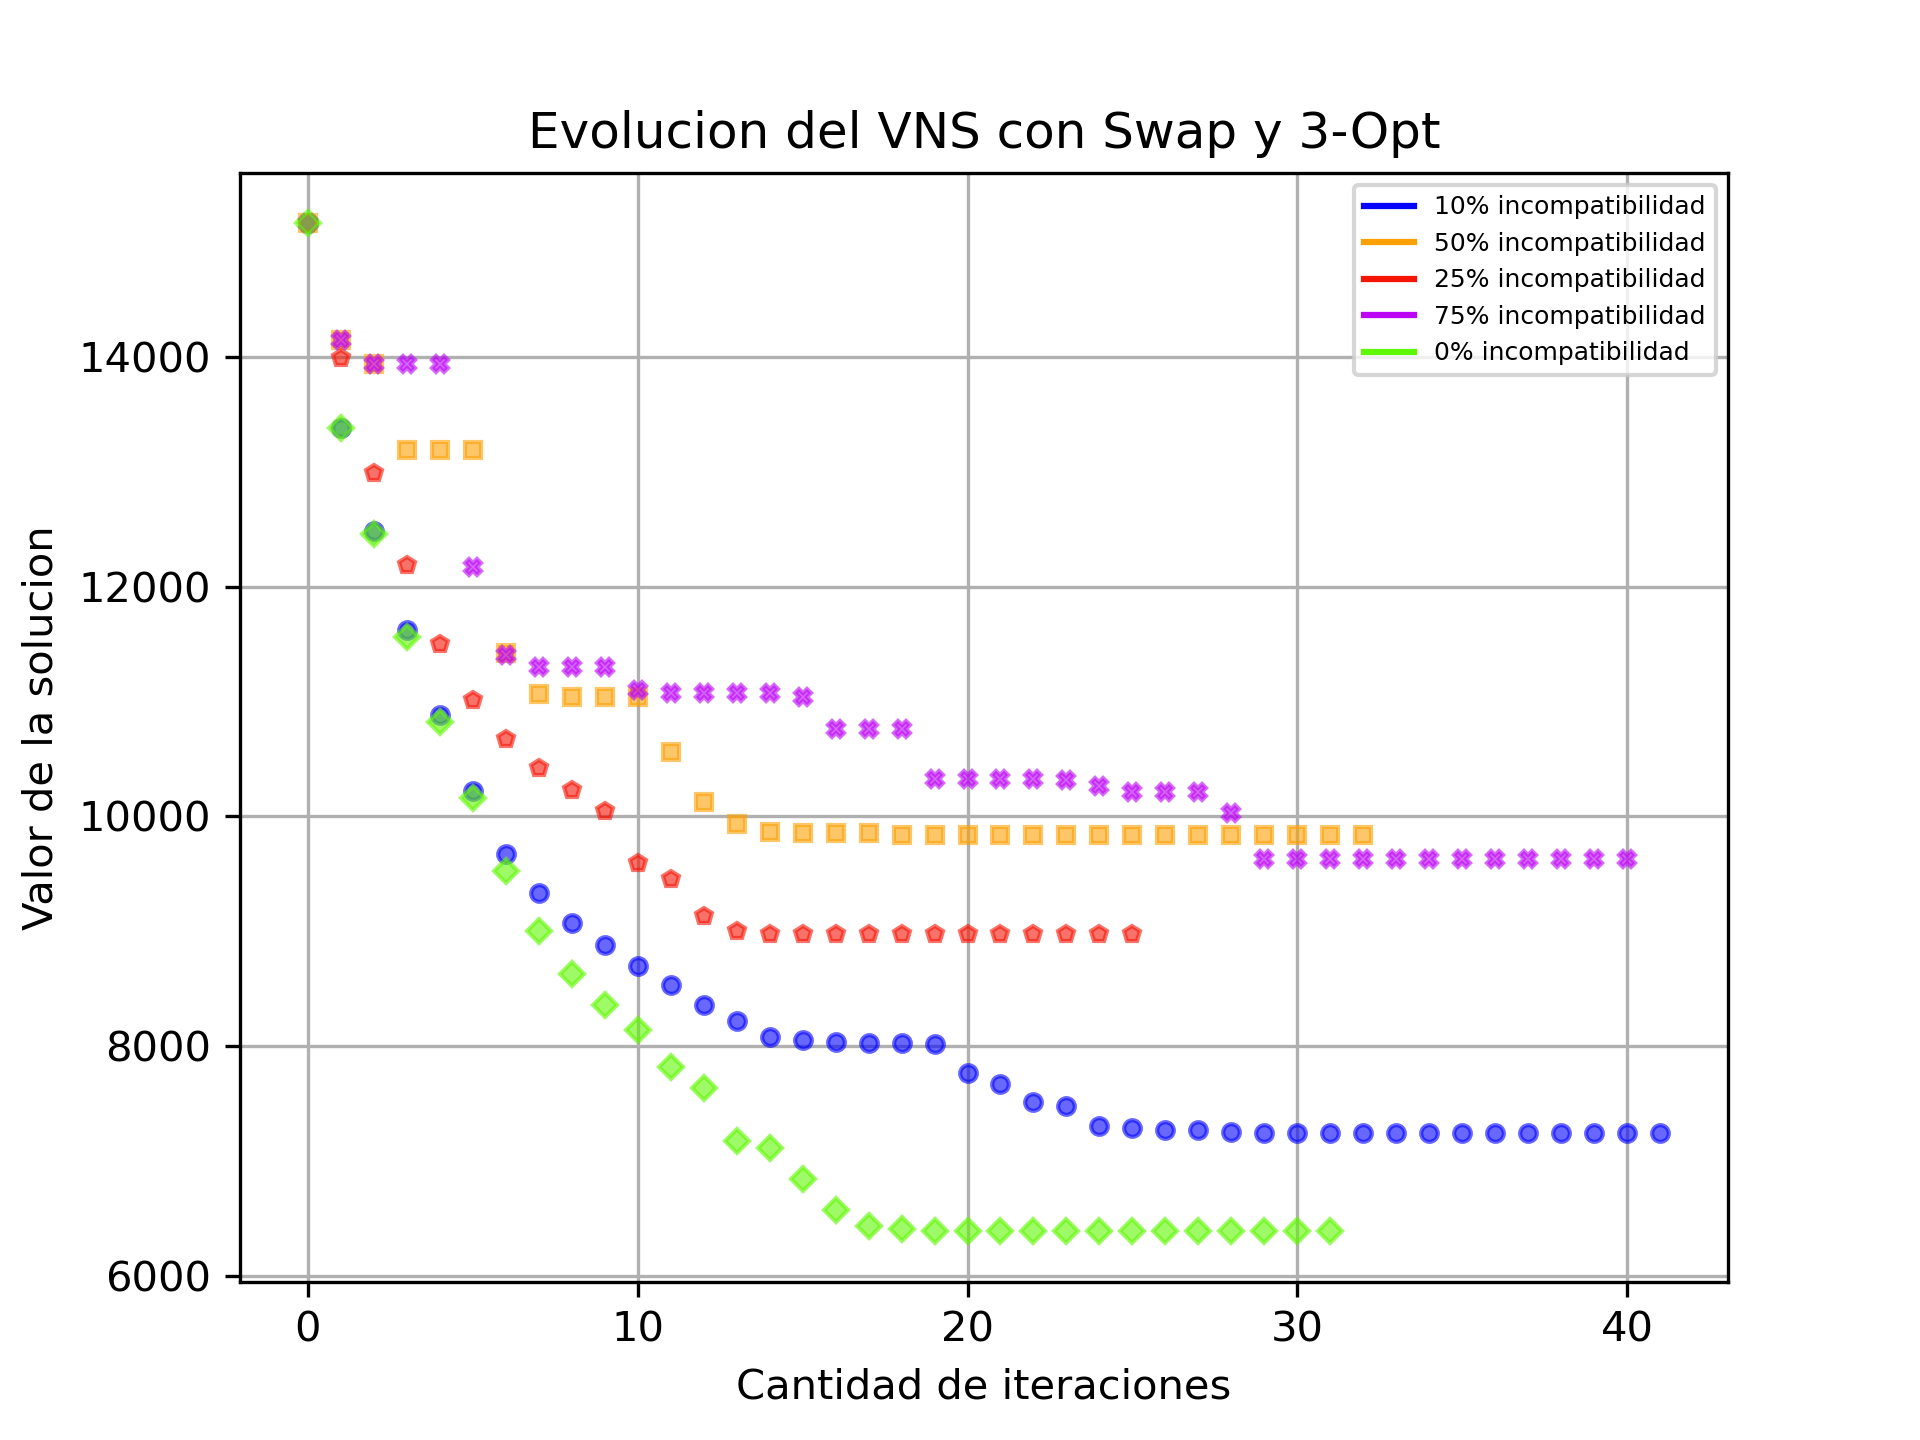 Evolucion del VNS con Swap y 3-Opt
10% incompatibilidad
50% incompatibilidad
25% incompatibilidad
75% incompatibilidad
0% incompatibilidad
Valor de la solucion
14000
12000
10000
8000
6000
0 10 20 30 40
Cantidad de iteraciones